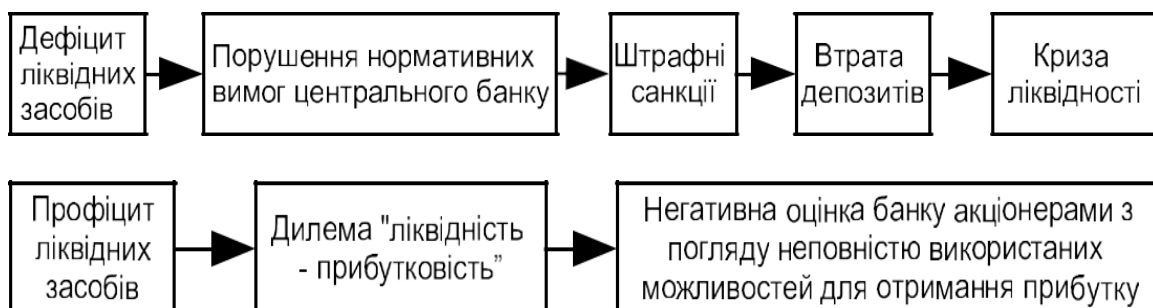 Дефіцит
ліквідних
засобів
Порушення нормативних
вимог центрального банку
Штрафні
санкції
Втрата
депозитів
Криза
ліквідності
Профіцит
ліквідних
засобів
Дилема "ліквідність
- прибутковість”
Негативна оцінка банку акціонерами з
погляду неповністю використаних
можливостей для отримання прибутку